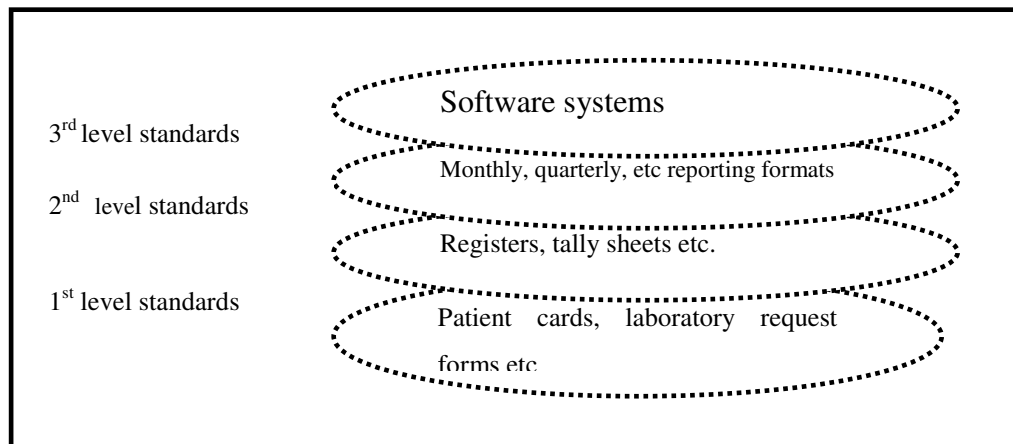 Software systems
3rd level standards
Monthly, quarterly, etc reporting formats
2nd level standards
Registers, tally sheets etc.
1st level standards
Patient cards, laboratory request
forms etc